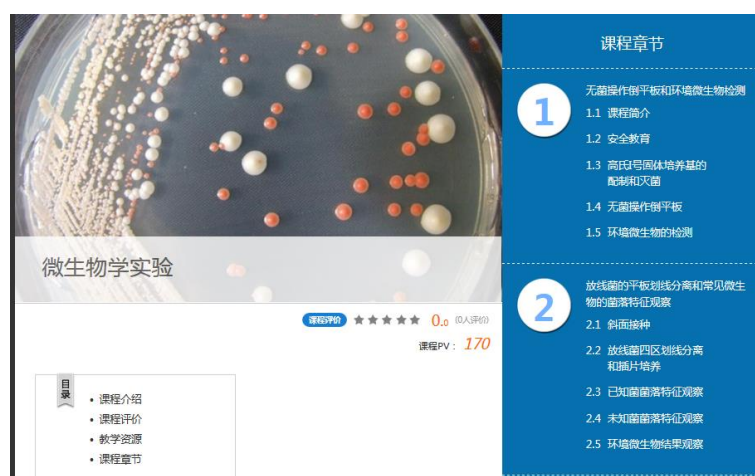 微生物学实验
课程评价 0.0 (0人评价)
课程PV： 170
目录
• 课程介绍
• 课程评价
• 教学资源
• 课程章节
课程章节
1
无菌操作倒平板和环境微生物检测
1.1 课程简介
1.2 安全教育
1.3 高氏I号固体培养基的
配制和灭菌
1.4 无菌操作倒平板
1.5 环境微生物的检测
2
放线菌的平板划线分离和常见微生
物的菌落特征观察
2.1 斜面接种
2.2 放线菌四区划线分离
和插片培养
2.3 已知菌菌落特征观察
2.4 未知菌菌落特征观察
2.5 环境微生物结果观察